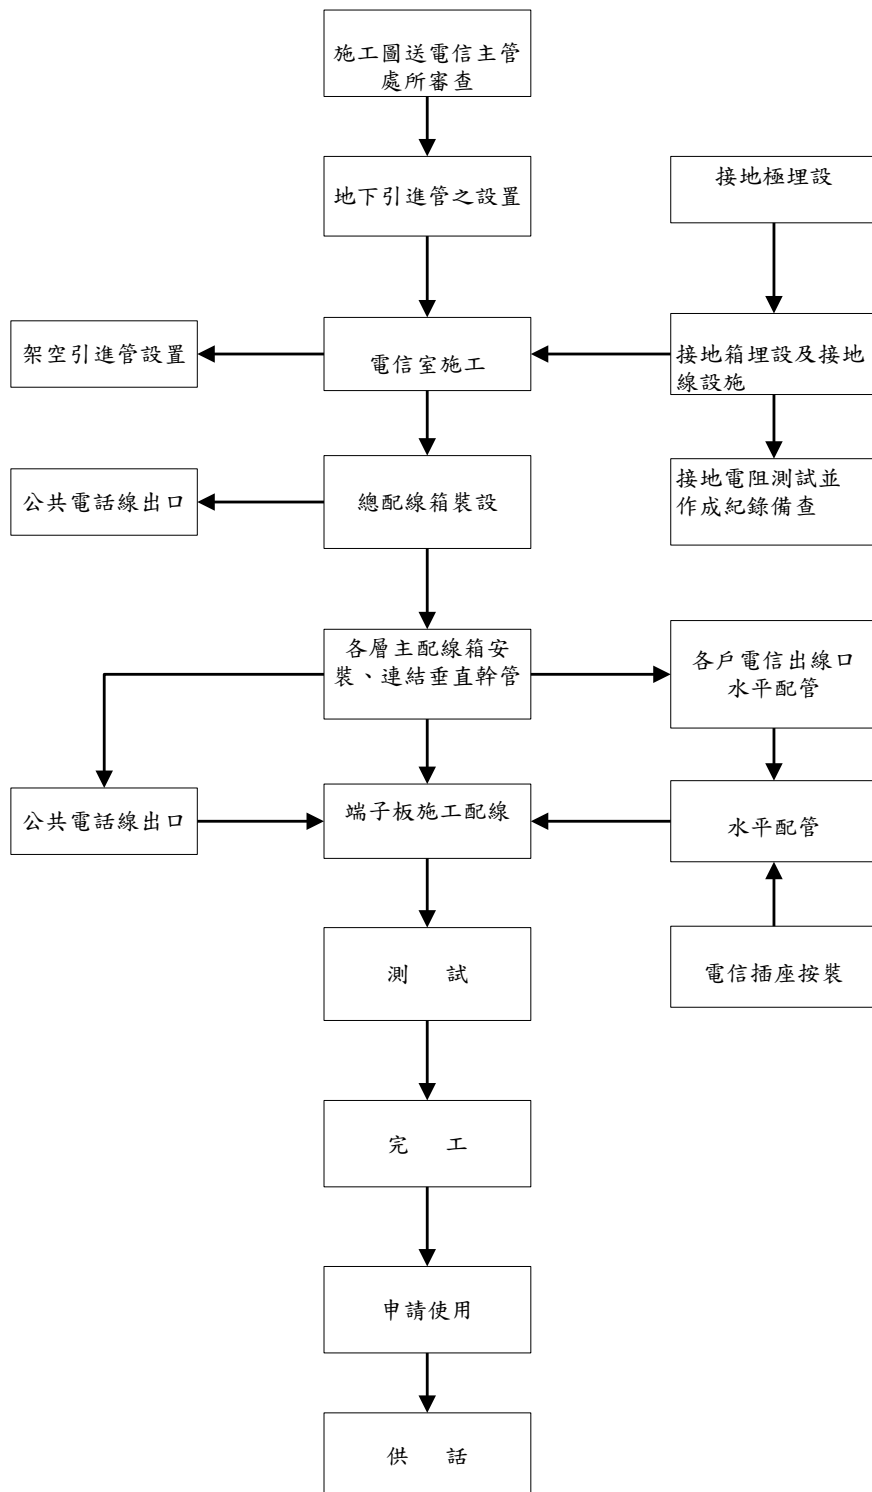 施工圖送電信主管
處所審查
地下引進管之設置
接地極埋設
架空引進管設置
電信室施工
接地箱埋設及接地
線設施
公共電話線出口
總配線箱裝設
接地電阻測試並
作成紀錄備查
各層主配線箱安
裝、連結垂直幹管
各戶電信出線口
水平配管
公共電話線出口
端子板施工配線
水平配管
測 試
電信插座按裝
完 工
申請使用
供 話